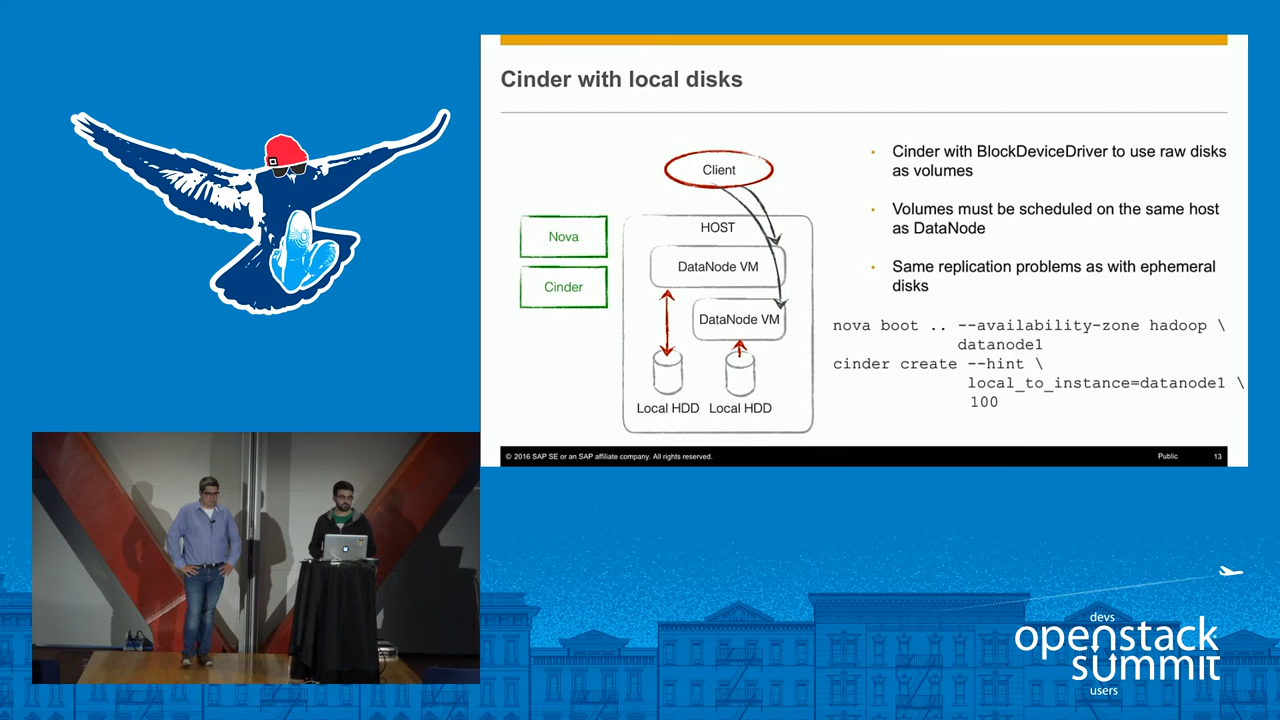 Cinder with local disks
Client
HOST
Nova
Cinder
DataNode VM
DataNode VM
Local HDD
Local HDD
· Cinder with BlockDeviceDriver to use raw disks
as volumes
· Volumes must be scheduled on the same host
as DataNode
· Same replication problems as with ephemeral
disks
nova boot .. --availability-zone hadoop \
datanode1
cinder create --hint \
local_to_instance=datanode1 \
100
© 2016 SAP SE or an SAP affiliate company. All rights reserved.
Public
13
devs
openstack
summit
users